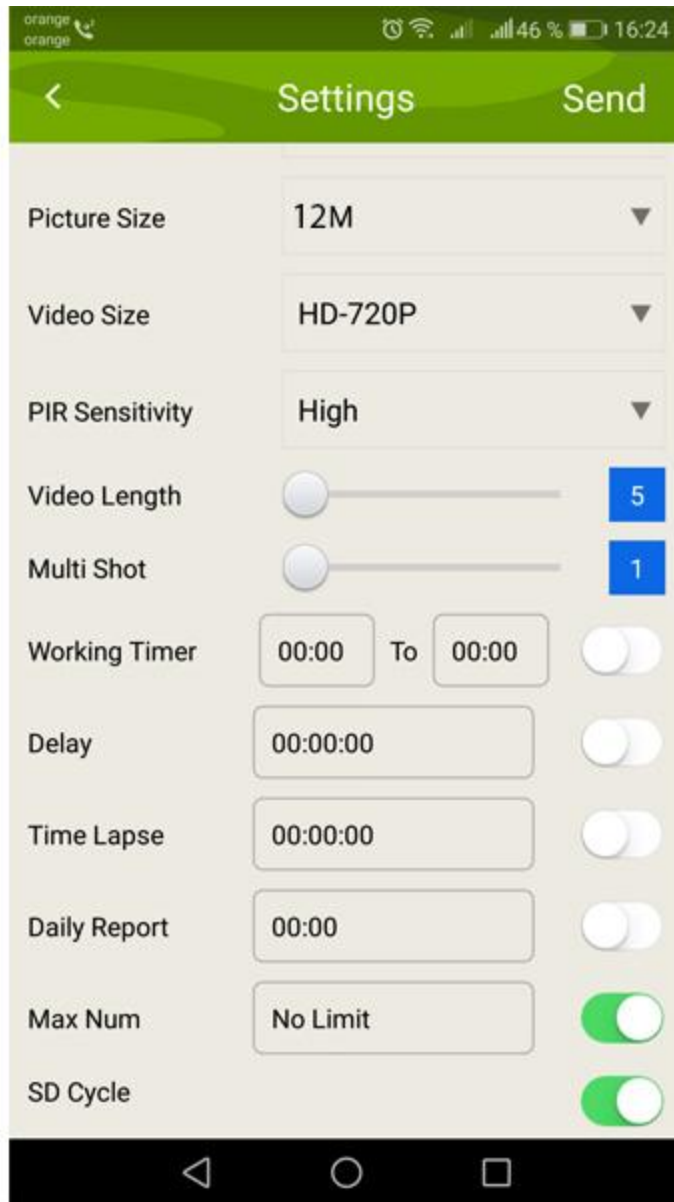 orange
orange
46 % 16:24
Settings Send
Picture Size 12M
Video Size HD-720P
PIR Sensitivity High
Video Length 5
Multi Shot 1
Working Timer 00:00 To 00:00
Delay 00:00:00
Time Lapse 00:00:00
Daily Report 00:00
Max Num No Limit
SD Cycle